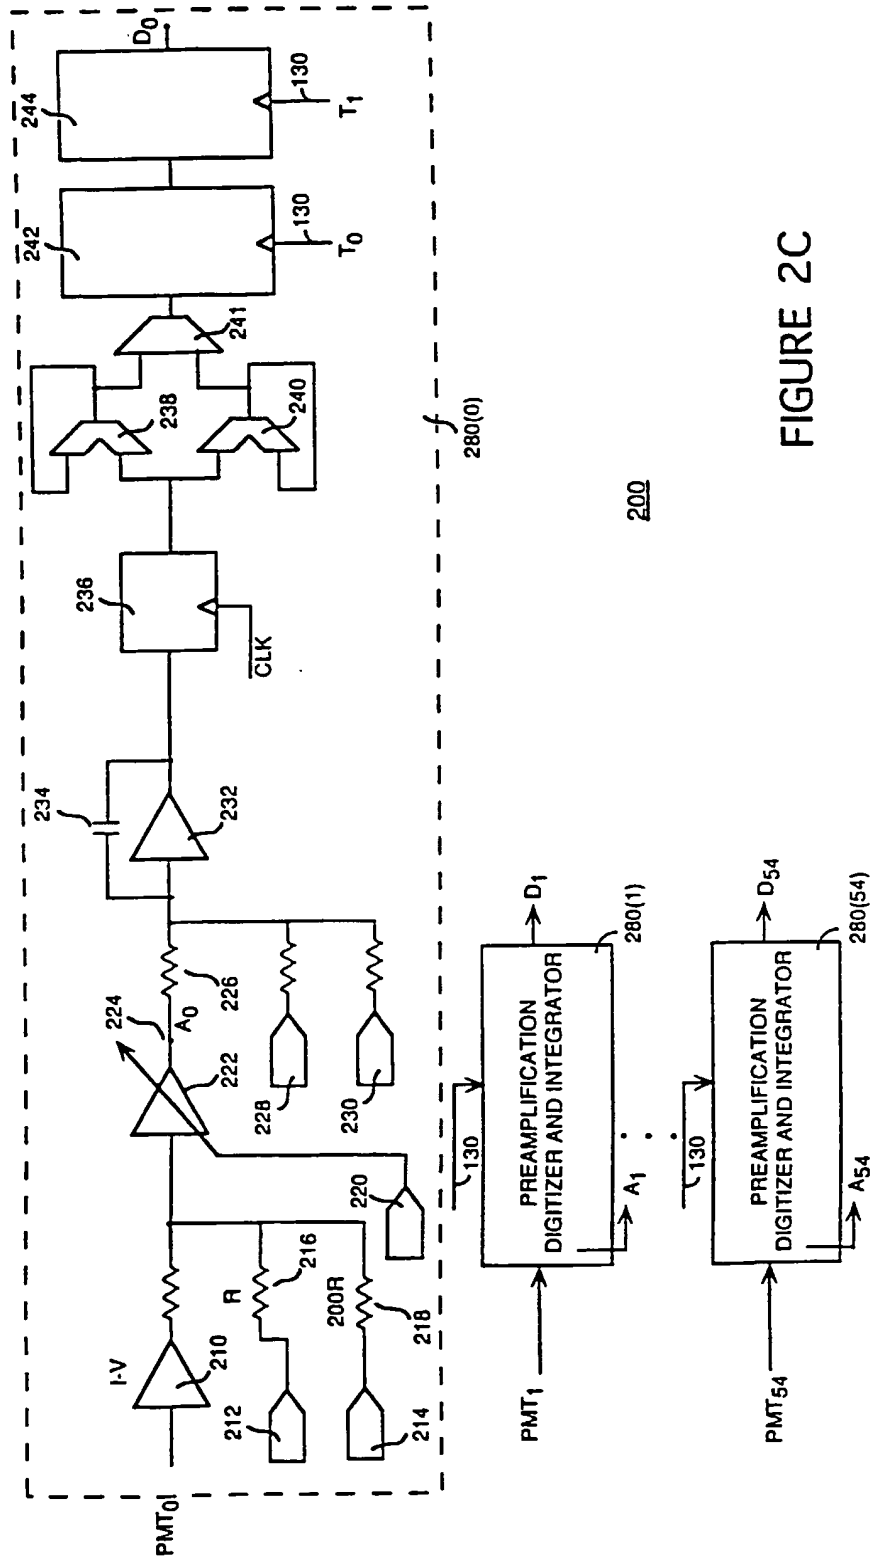 PMT0
I-V
210
212
214
R
216
200R
218
220
222
224
A0
226
228
230
232
234
236
CLK
238
240
241
242
244
130
T0
130
T1
D0
280(0)
PMT1
130
PREAMPLIFICATION
DIGITIZER AND INTEGRATOR
A1
D1
280(1)
. . .
PMT54
130
PREAMPLIFICATION
DIGITIZER AND INTEGRATOR
A54
D54
280(54)
200
FIGURE 2C